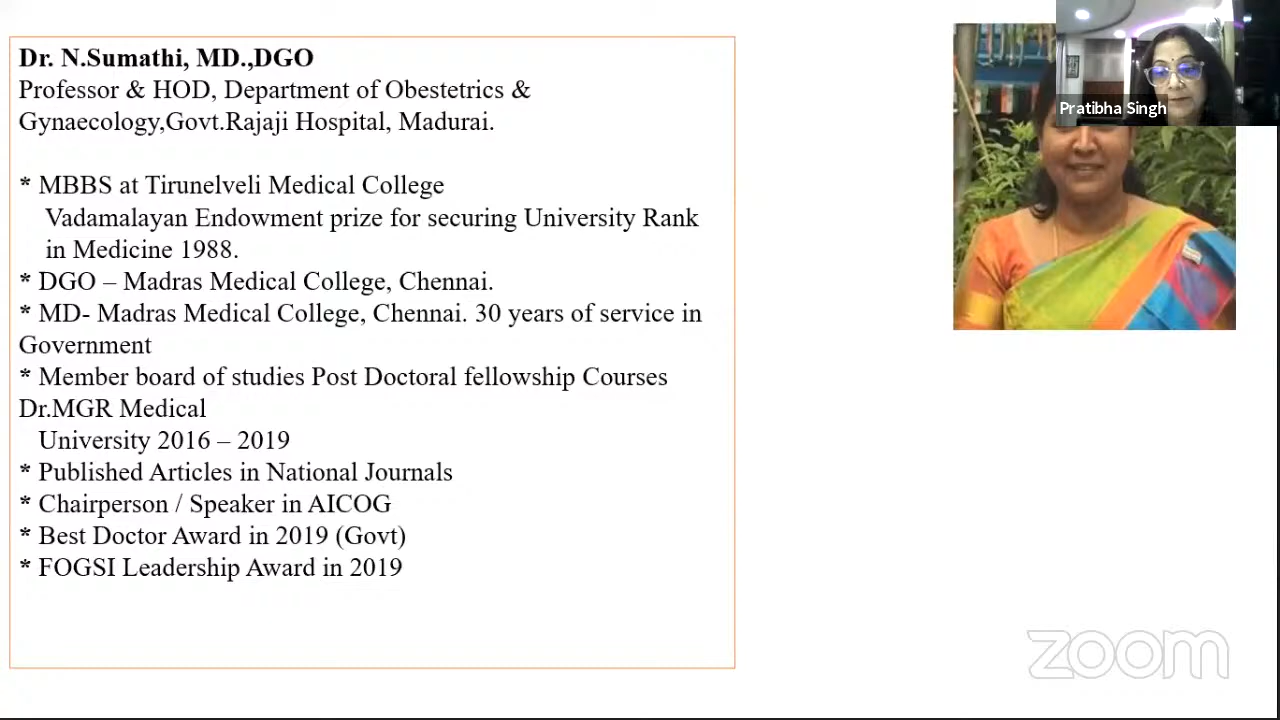 Dr. N.Sumathi, MD.,DGO
Professor & HOD, Department of Obestetrics &
Gynaecology,Govt.Rajaji Hospital, Madurai.
* MBBS at Tirunelveli Medical College
Vadamalayan Endowment prize for securing University Rank
in Medicine 1988.
* DGO – Madras Medical College, Chennai.
* MD- Madras Medical College, Chennai. 30 years of service in
Government
* Member board of studies Post Doctoral fellowship Courses
Dr.MGR Medical
University 2016 – 2019
* Published Articles in National Journals
* Chairperson / Speaker in AICOG
* Best Doctor Award in 2019 (Govt)
* FOGSI Leadership Award in 2019
Pratibha Singh
zoom